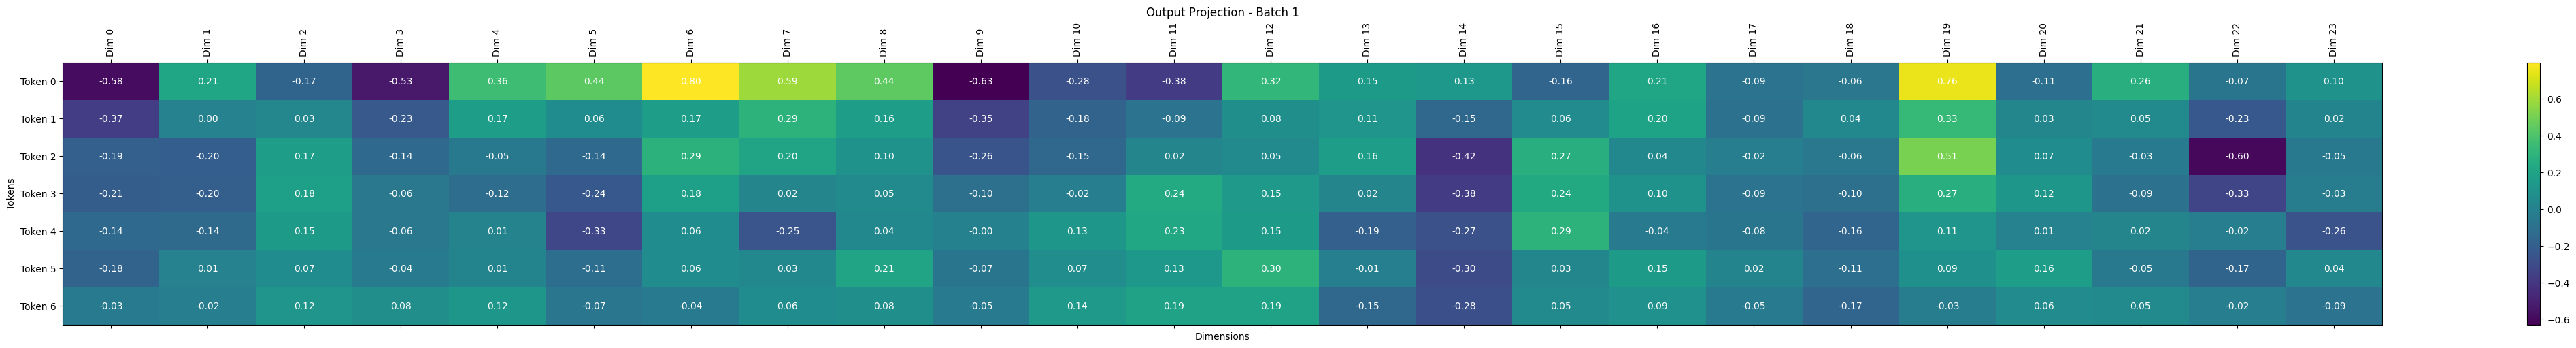 Output Projection - Batch 1
Dim 0 Dim 1 Dim 2 Dim 3 Dim 4 Dim 5 Dim 6 Dim 7 Dim 8 Dim 9 Dim 10 Dim 11 Dim 12 Dim 13 Dim 14 Dim 15 Dim 16 Dim 17 Dim 18 Dim 19 Dim 20 Dim 21 Dim 22 Dim 23
Token 0 -0.58 0.21 -0.17 -0.53 0.36 0.44 0.80 0.59 0.44 -0.63 -0.28 -0.38 0.32 0.15 0.13 -0.16 0.21 -0.09 -0.06 0.76 -0.11 0.26 -0.07 0.10
Token 1 -0.37 0.00 0.03 -0.23 0.17 0.06 0.17 0.29 0.16 -0.35 -0.18 -0.09 0.08 0.11 -0.15 0.06 0.20 -0.09 0.04 0.33 0.03 0.05 -0.23 0.02
Token 2 -0.19 -0.20 0.17 -0.14 -0.05 -0.14 0.29 0.20 0.10 -0.26 -0.15 0.02 0.05 0.16 -0.42 0.27 0.04 -0.02 -0.06 0.51 0.07 -0.03 -0.60 -0.05
Token 3 -0.21 -0.20 0.18 -0.06 -0.12 -0.24 0.18 0.02 0.05 -0.10 -0.02 0.24 0.15 0.02 -0.38 0.24 0.10 -0.09 -0.10 0.27 0.12 -0.09 -0.33 -0.03
Token 4 -0.14 -0.14 0.15 -0.06 0.01 -0.33 0.06 -0.25 0.04 -0.00 0.13 0.23 0.15 -0.19 -0.27 0.29 -0.04 -0.08 -0.16 0.11 0.01 0.02 -0.02 -0.26
Token 5 -0.18 0.01 0.07 -0.04 0.01 -0.11 0.06 0.03 0.21 -0.07 0.07 0.13 0.30 -0.01 -0.30 0.03 0.15 0.02 -0.11 0.09 0.16 -0.05 -0.17 0.04
Token 6 -0.03 -0.02 0.12 0.08 0.12 -0.07 -0.04 0.06 0.08 -0.05 0.14 0.19 0.19 -0.15 -0.28 0.05 0.09 -0.05 -0.17 -0.03 0.06 0.05 -0.02 -0.09
Tokens
Dimensions
0.6
0.4
0.2
0.0
−0.2
−0.4
−0.6